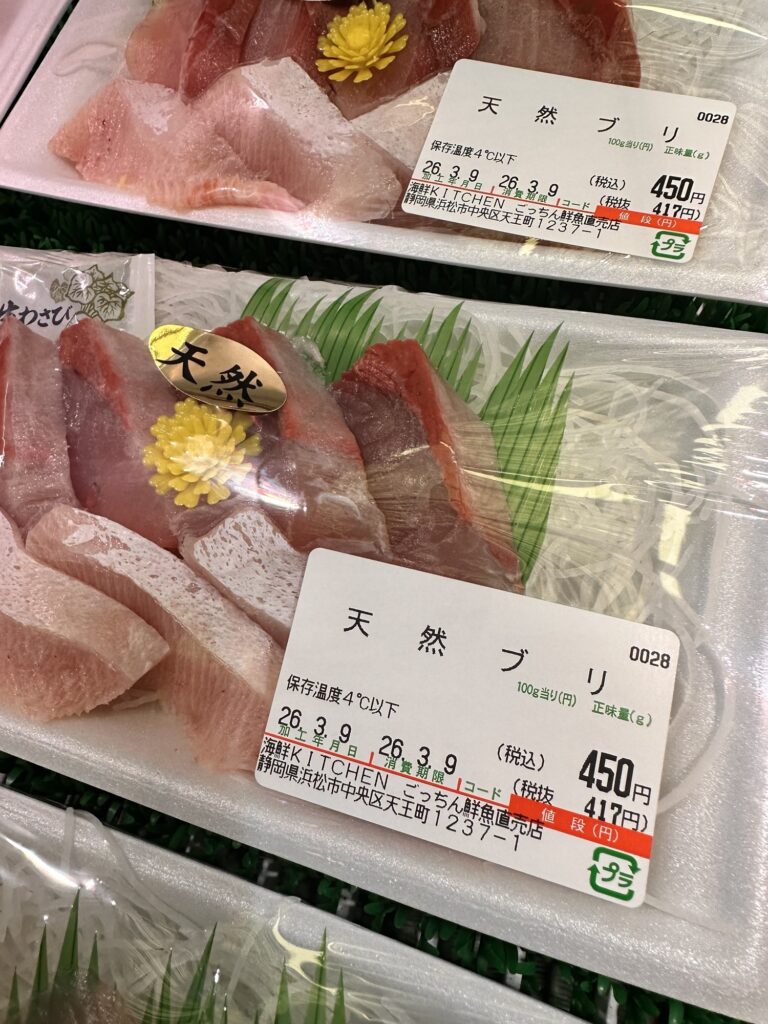 天然ブリ
0028
100g当り(円) 正味量(g)
保存温度4℃以下
26.3.9 26.3.9 (税込) 450円
加工年月日 消費期限 コード (税抜 417円)
海鮮KITCHEN ごっちん鮮魚直売店 値段(円)
静岡県浜松市中央区天王町1237-1
プラ
生わさび
天然
天然ブリ
0028
100g当り(円) 正味量(g)
保存温度4℃以下
26.3.9 26.3.9 (税込) 450円
加工年月日 消費期限 コード (税抜 417円)
海鮮KITCHEN ごっちん鮮魚直売店 値段(円)
静岡県浜松市中央区天王町1237-1
プラ